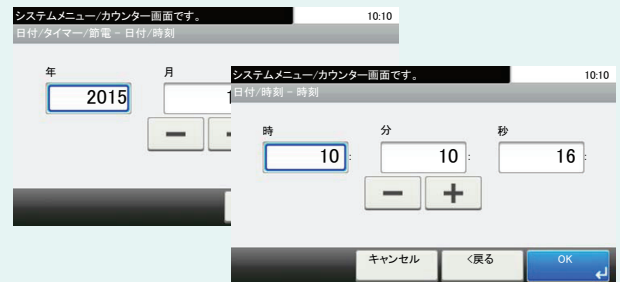 システムメニュー/カウンター画面です。 10:10
日付/タイマー/節電 - 日付/時刻
年 月
2015 1
システムメニュー/カウンター画面です。 10:10
日付/時刻 - 時刻
時 分 秒
10 : 10 : 16 :
キャンセル <戻る OK